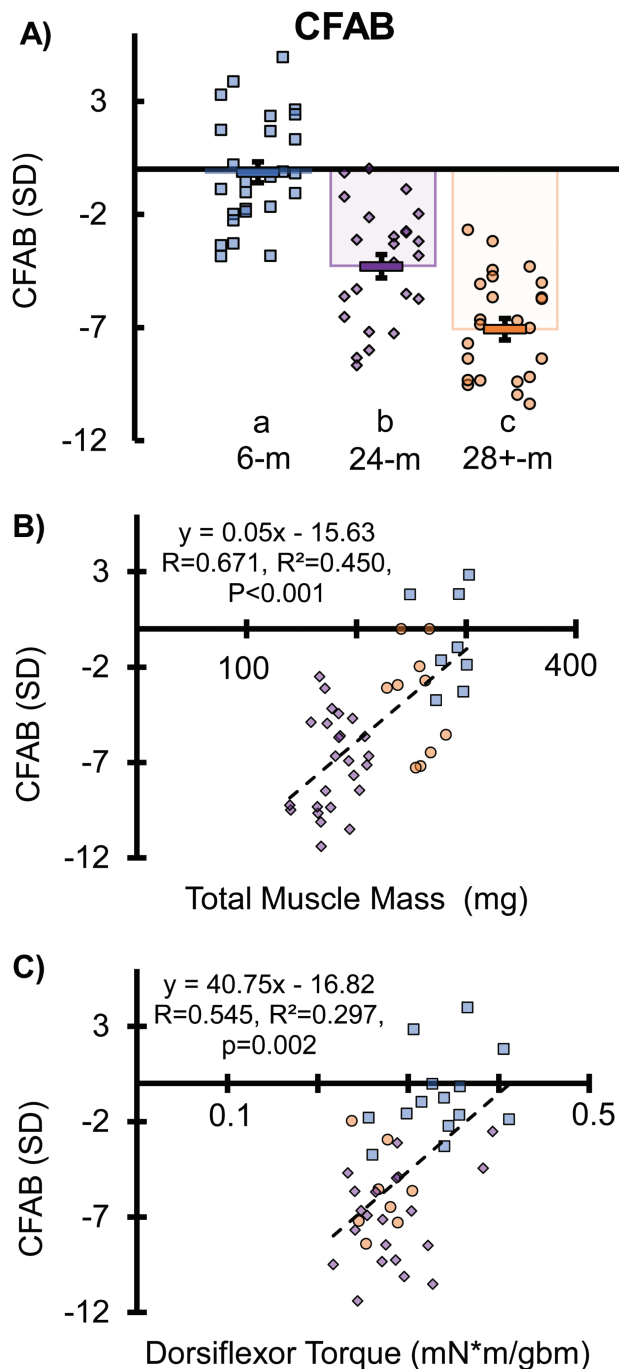 A)
CFAB
CFAB (SD)
3
-2
-7
-12
a
b
c
6-m
24-m
28+-m
B)
y = 0.05x - 15.63
R=0.671, R²=0.450,
P<0.001
CFAB (SD)
3
-2
-7
-12
100
400
Total Muscle Mass (mg)
C)
y = 40.75x - 16.82
R=0.545, R²=0.297,
p=0.002
CFAB (SD)
3
-2
-7
-12
0.1
0.5
Dorsiflexor Torque (mN*m/gbm)